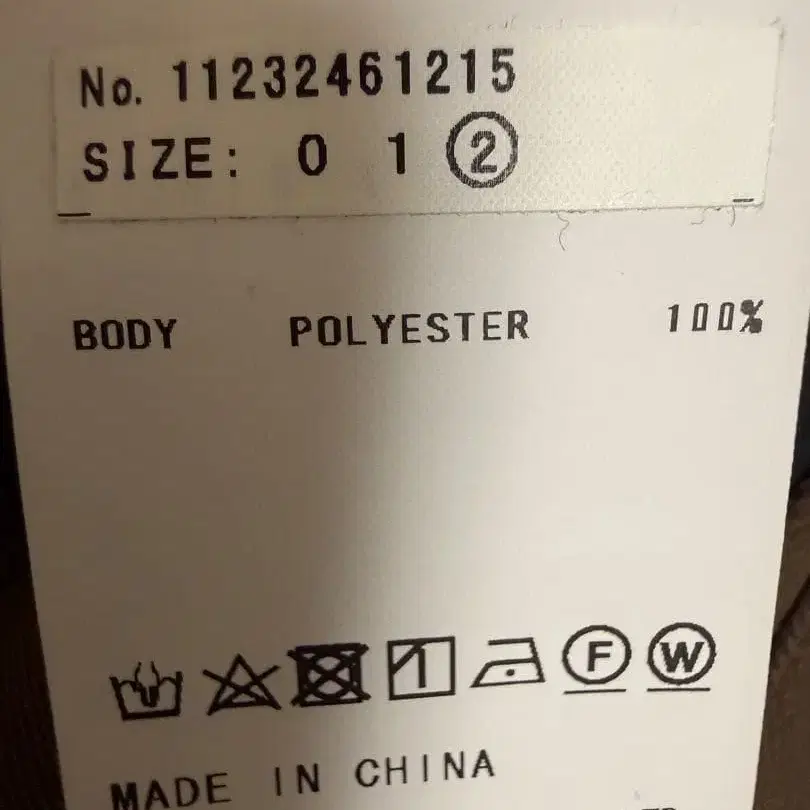 No. 11232461215
SIZE: 0 1 2
BODY POLYESTER 100%
F W
MADE IN CHINA